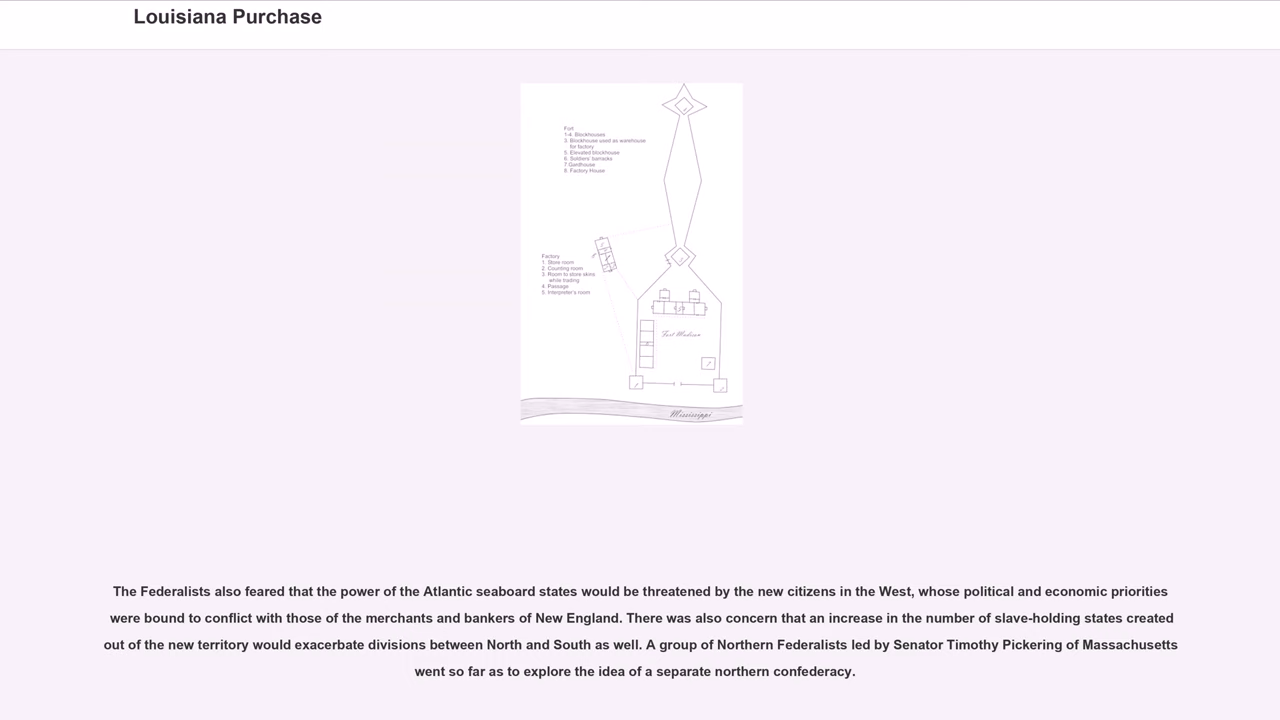 Louisiana Purchase
Fort
1-4. Blockhouses
3. Blockhouse used as warehouse
for factory
5. Elevated blockhouse
6. Soldiers' barracks
7. Gardhouse
8. Factory House
Factory
1. Store room
2. Counting room
3. Room to store skins
while trading
4. Passage
5. Interpreter's room
Fort Madison
Mississippi
The Federalists also feared that the power of the Atlantic seaboard states would be threatened by the new citizens in the West, whose political and economic priorities
were bound to conflict with those of the merchants and bankers of New England. There was also concern that an increase in the number of slave-holding states created
out of the new territory would exacerbate divisions between North and South as well. A group of Northern Federalists led by Senator Timothy Pickering of Massachusetts
went so far as to explore the idea of a separate northern confederacy.